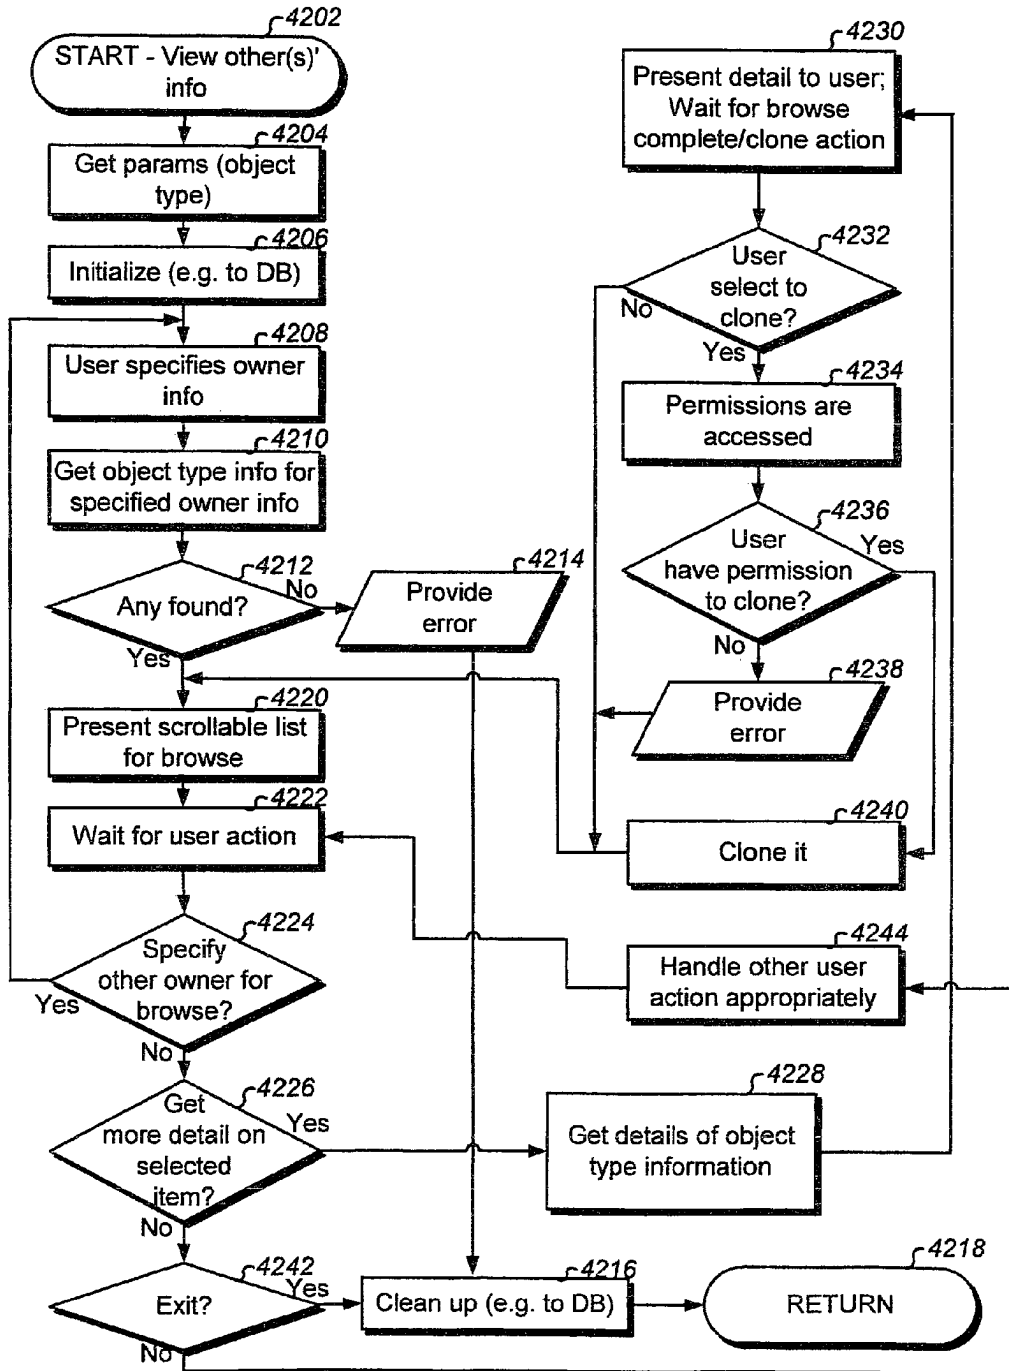 4202
START - View other(s)'
info
4204
Get params (object
type)
4206
Initialize (e.g. to DB)
4208
User specifies owner
info
4210
Get object type info for
specified owner info
4212
Any found?
No
Yes
4214
Provide
error
4220
Present scrollable list
for browse
4222
Wait for user action
4224
Specify
other owner for
browse?
Yes
No
4226
Get
more detail on
selected
item?
Yes
No
4242
Exit?
Yes
No
4216
Clean up (e.g. to DB)
4218
RETURN
4228
Get details of object
type information
4230
Present detail to user;
Wait for browse
complete/clone action
4232
User
select to
clone?
No
Yes
4234
Permissions are
accessed
4236
User
have permission
to clone?
Yes
No
4238
Provide
error
4240
Clone it
4244
Handle other user
action appropriately